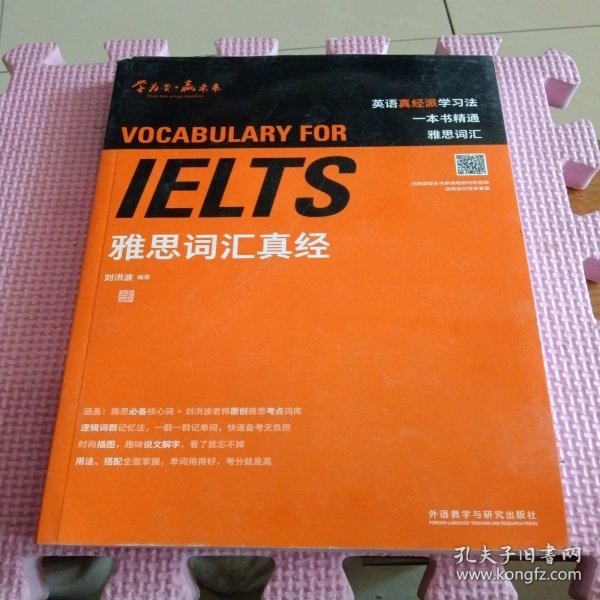 学为贵·赢未来
英语真经派学习法
一本书精通
雅思词汇
VOCABULARY FOR
IELTS
雅思词汇真经
刘洪波 编著
涵盖：雅思必备核心词 + 刘洪波老师原创雅思考点词库
逻辑词群记忆法，一群一群记单词，快速备考无负担
时尚插图，趣味说文解字，看了就忘不掉
用法、搭配全面掌握，单词用得好，考分就是高
外语教学与研究出版社
FOREIGN LANGUAGE TEACHING AND RESEARCH PRESS
孔夫子旧书网
www.kongfz.com